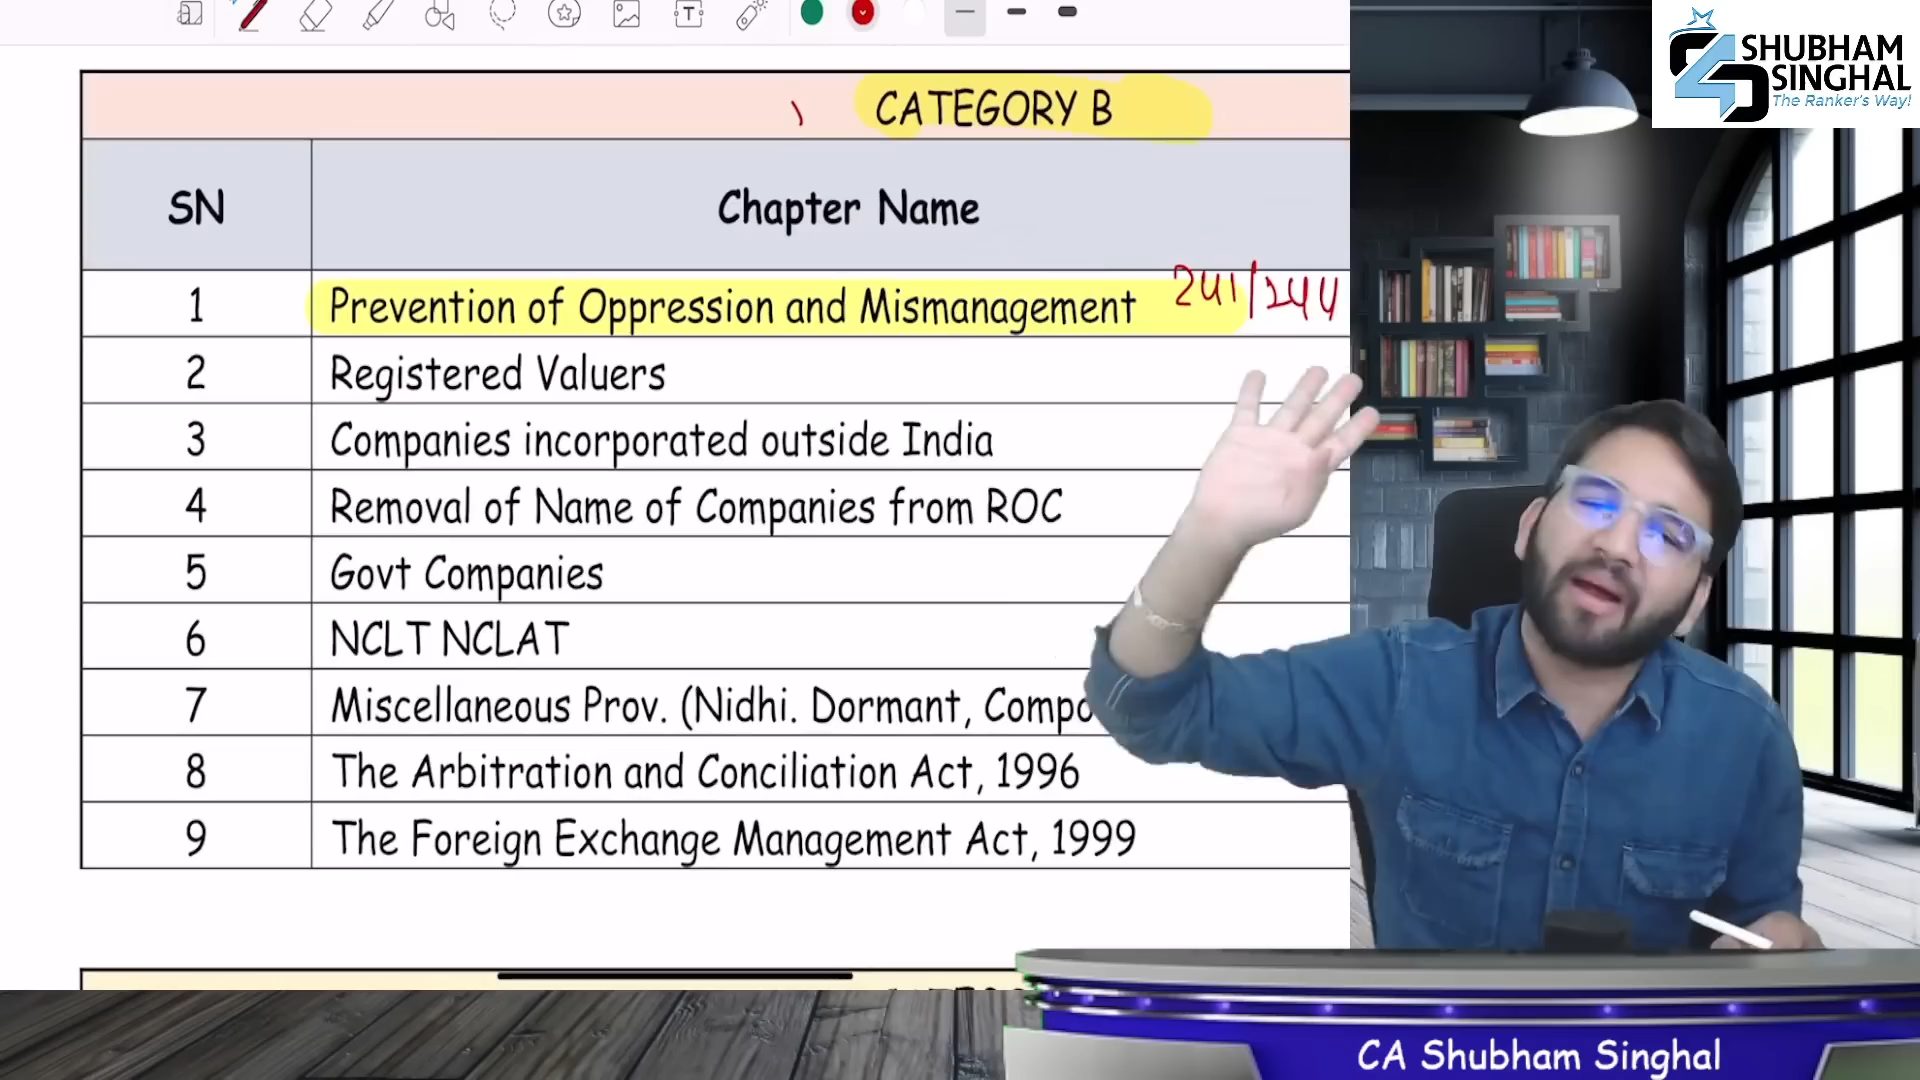 SHUBHAM
SINGHAL
The Ranker's Way!
CATEGORY B
SN
Chapter Name
1
Prevention of Oppression and Mismanagement 241/244
2
Registered Valuers
3
Companies incorporated outside India
4
Removal of Name of Companies from ROC
5
Govt Companies
6
NCLT NCLAT
7
Miscellaneous Prov. (Nidhi. Dormant, Compo
8
The Arbitration and Conciliation Act, 1996
9
The Foreign Exchange Management Act, 1999
CA Shubham Singhal